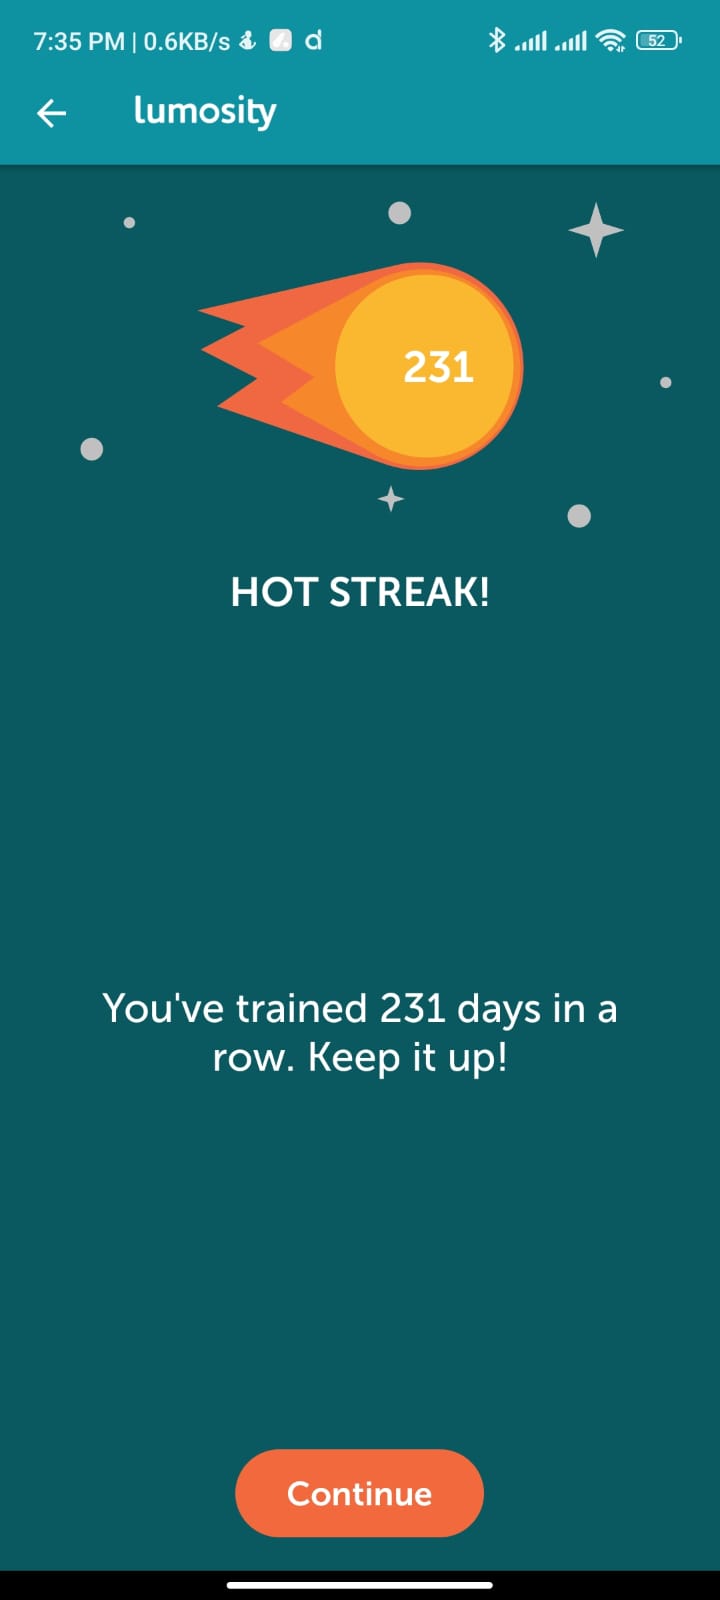 7:35 PM | 0.6KB/s d 52
lumosity
231
HOT STREAK!
You've trained 231 days in a
row. Keep it up!
Continue